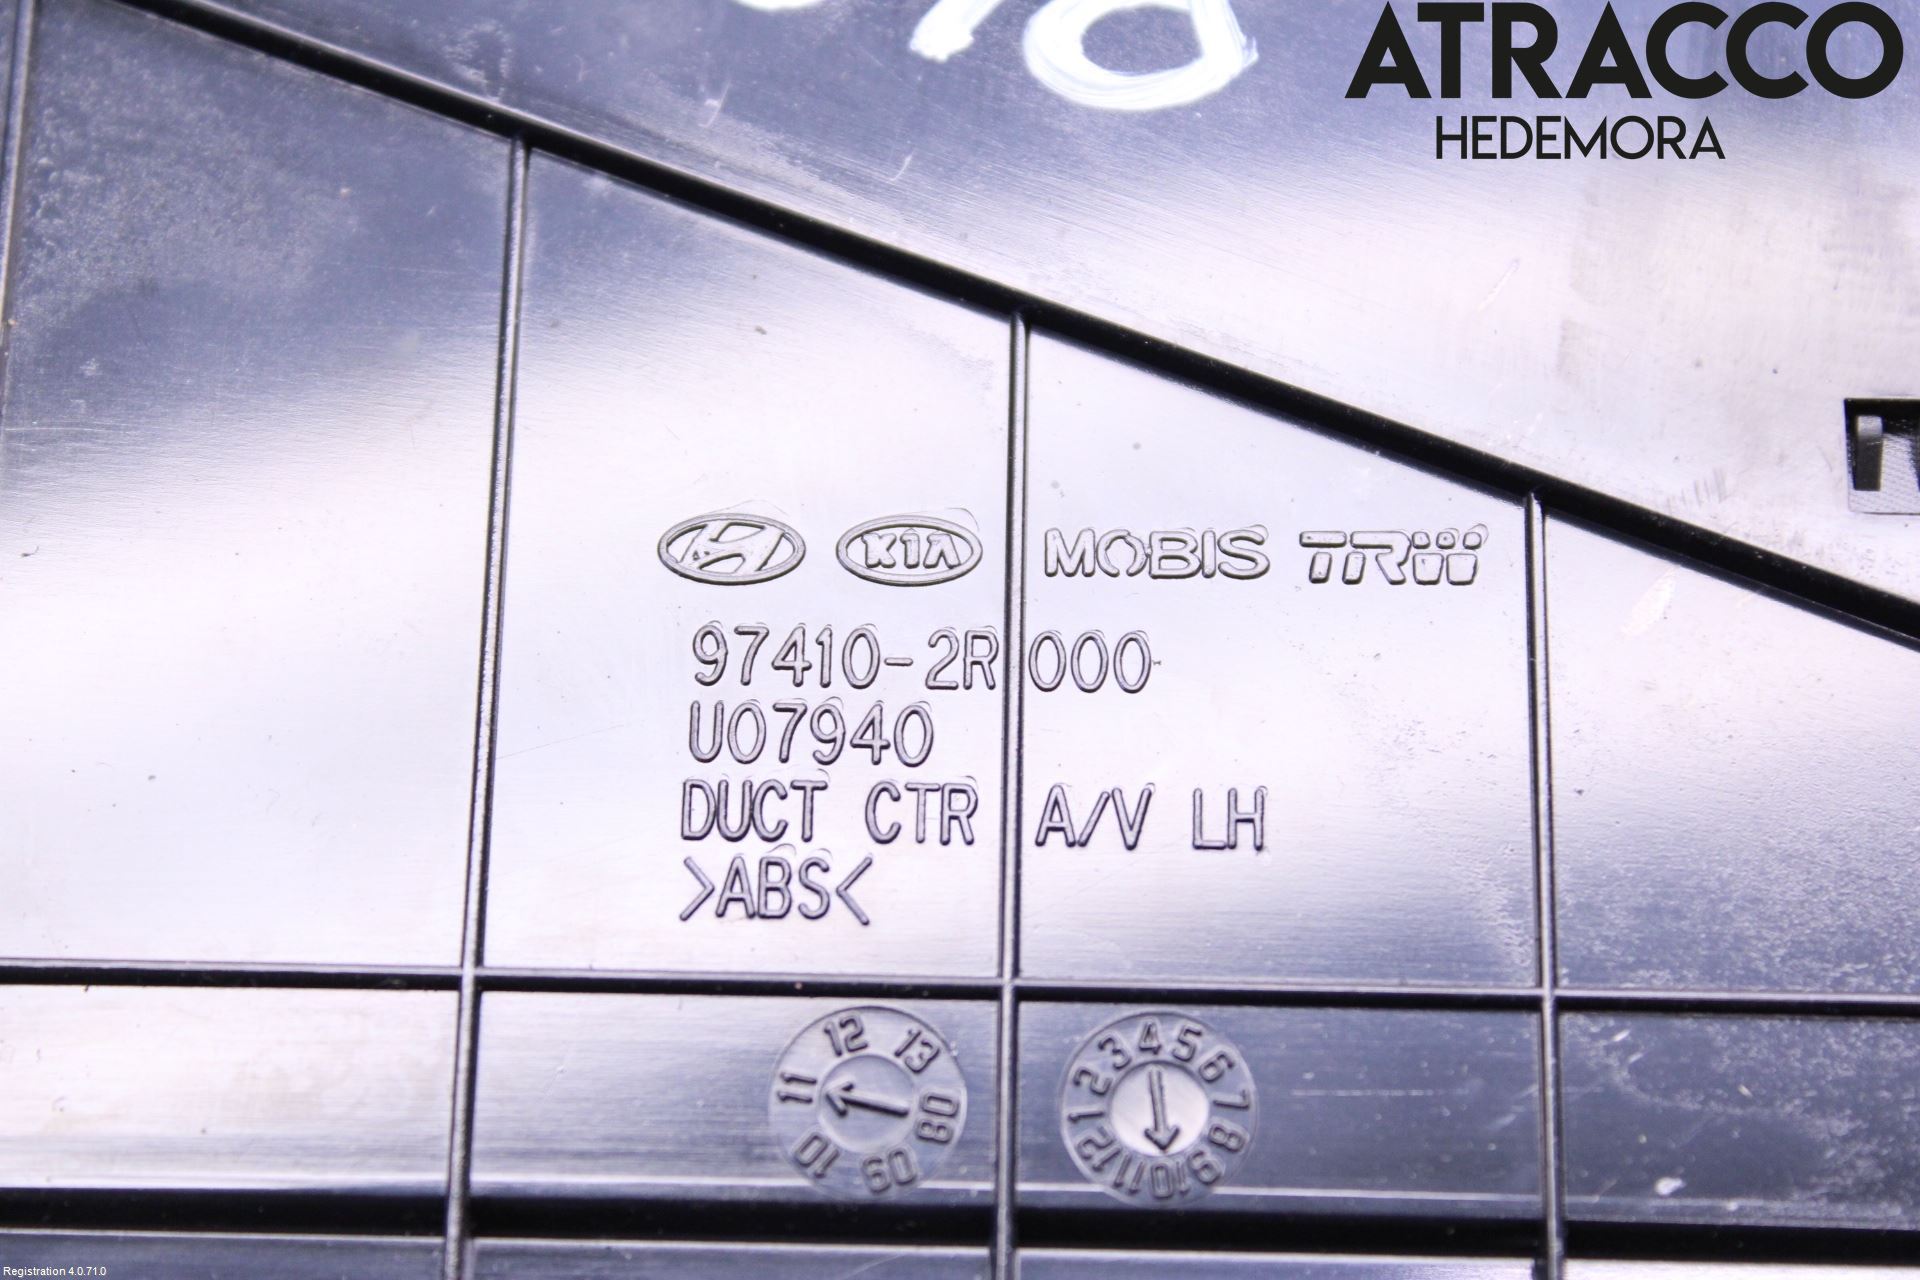 ATRACCO
HEDEMORA
KIA MOBIS TRW
97410-2R000
U07940
DUCT CTR A/V LH
>ABS<
08 09 10 11 12 13
1 2 3 4 5 6 7 8 9 10 11 12
Registration 4.0.71.0